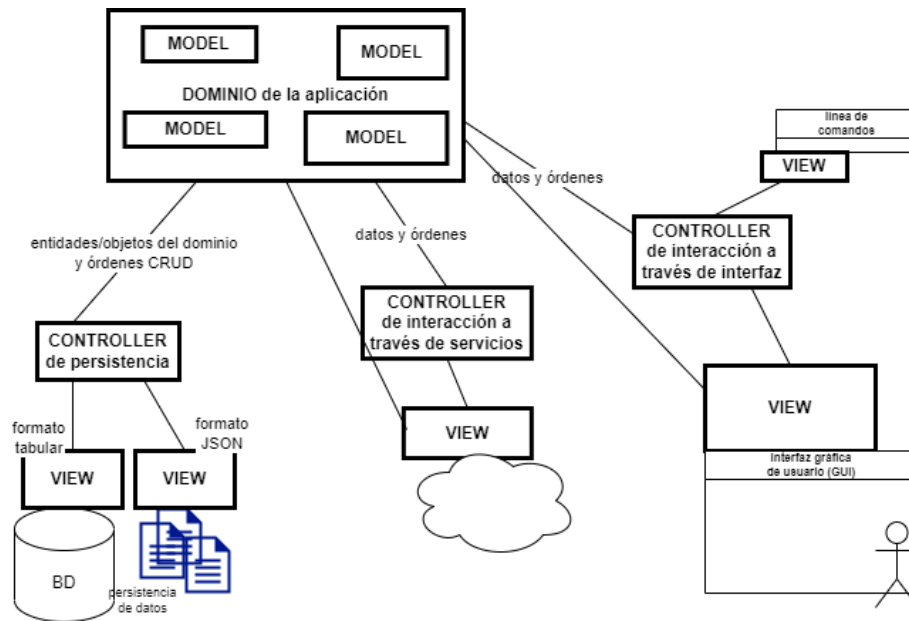 MODEL
MODEL
DOMINIO de la aplicación
MODEL
MODEL
línea de
comandos
VIEW
datos y órdenes
entidades/objetos del dominio
y órdenes CRUD
datos y órdenes
CONTROLLER
de interacción a
través de interfaz
CONTROLLER
de interacción a
través de servicios
CONTROLLER
de persistencia
VIEW
formato
tabular
formato
JSON
VIEW
VIEW
VIEW
Interfaz gráfica
de usuario (GUI)
BD
persistencia
de datos